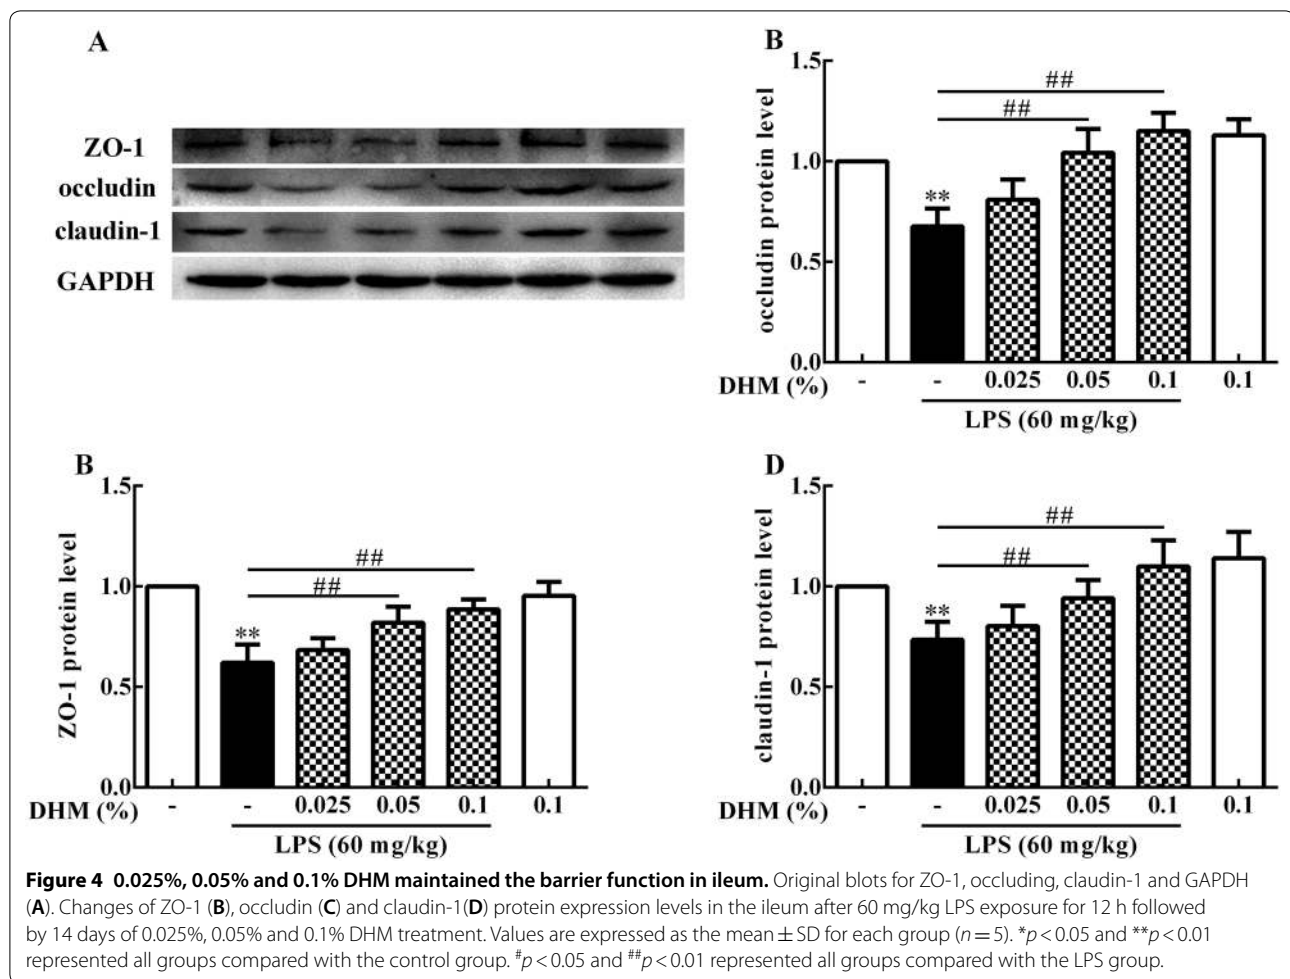 A
ZO-1
occludin
claudin-1
GAPDH
B
occludin protein level
1.5
1.0
0.5
0.0
##
##
**
DHM (%) - - 0.025 0.05 0.1 0.1
LPS (60 mg/kg)
B
ZO-1 protein level
1.5
1.0
0.5
0.0
##
##
**
DHM (%) - - 0.025 0.05 0.1 0.1
LPS (60 mg/kg)
D
claudin-1 protein level
1.5
1.0
0.5
0.0
##
##
**
DHM (%) - - 0.025 0.05 0.1 0.1
LPS (60 mg/kg)
Figure 4 0.025%, 0.05% and 0.1% DHM maintained the barrier function in ileum. Original blots for ZO-1, occluding, claudin-1 and GAPDH
(A). Changes of ZO-1 (B), occludin (C) and claudin-1(D) protein expression levels in the ileum after 60 mg/kg LPS exposure for 12 h followed
by 14 days of 0.025%, 0.05% and 0.1% DHM treatment. Values are expressed as the mean ± SD for each group (n = 5). *p < 0.05 and **p < 0.01
represented all groups compared with the control group. #p < 0.05 and ##p < 0.01 represented all groups compared with the LPS group.